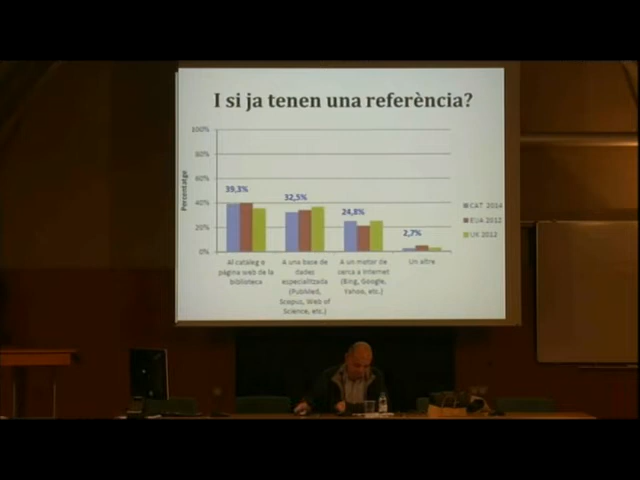 I si ja tenen una referència?
100%
80%
60%
40%
20%
0%
Percentatge
39,3%
32,5%
24,8%
2,7%
CAT 2014
EUA 2012
UK 2012
Al catàleg o
pàgina web de la
biblioteca
A una base de
dades
especialitzada
(PubMed,
Scopus, Web of
Science, etc.)
A un motor de
cerca a Internet
(Bing, Google,
Yahoo, etc.)
Un altre